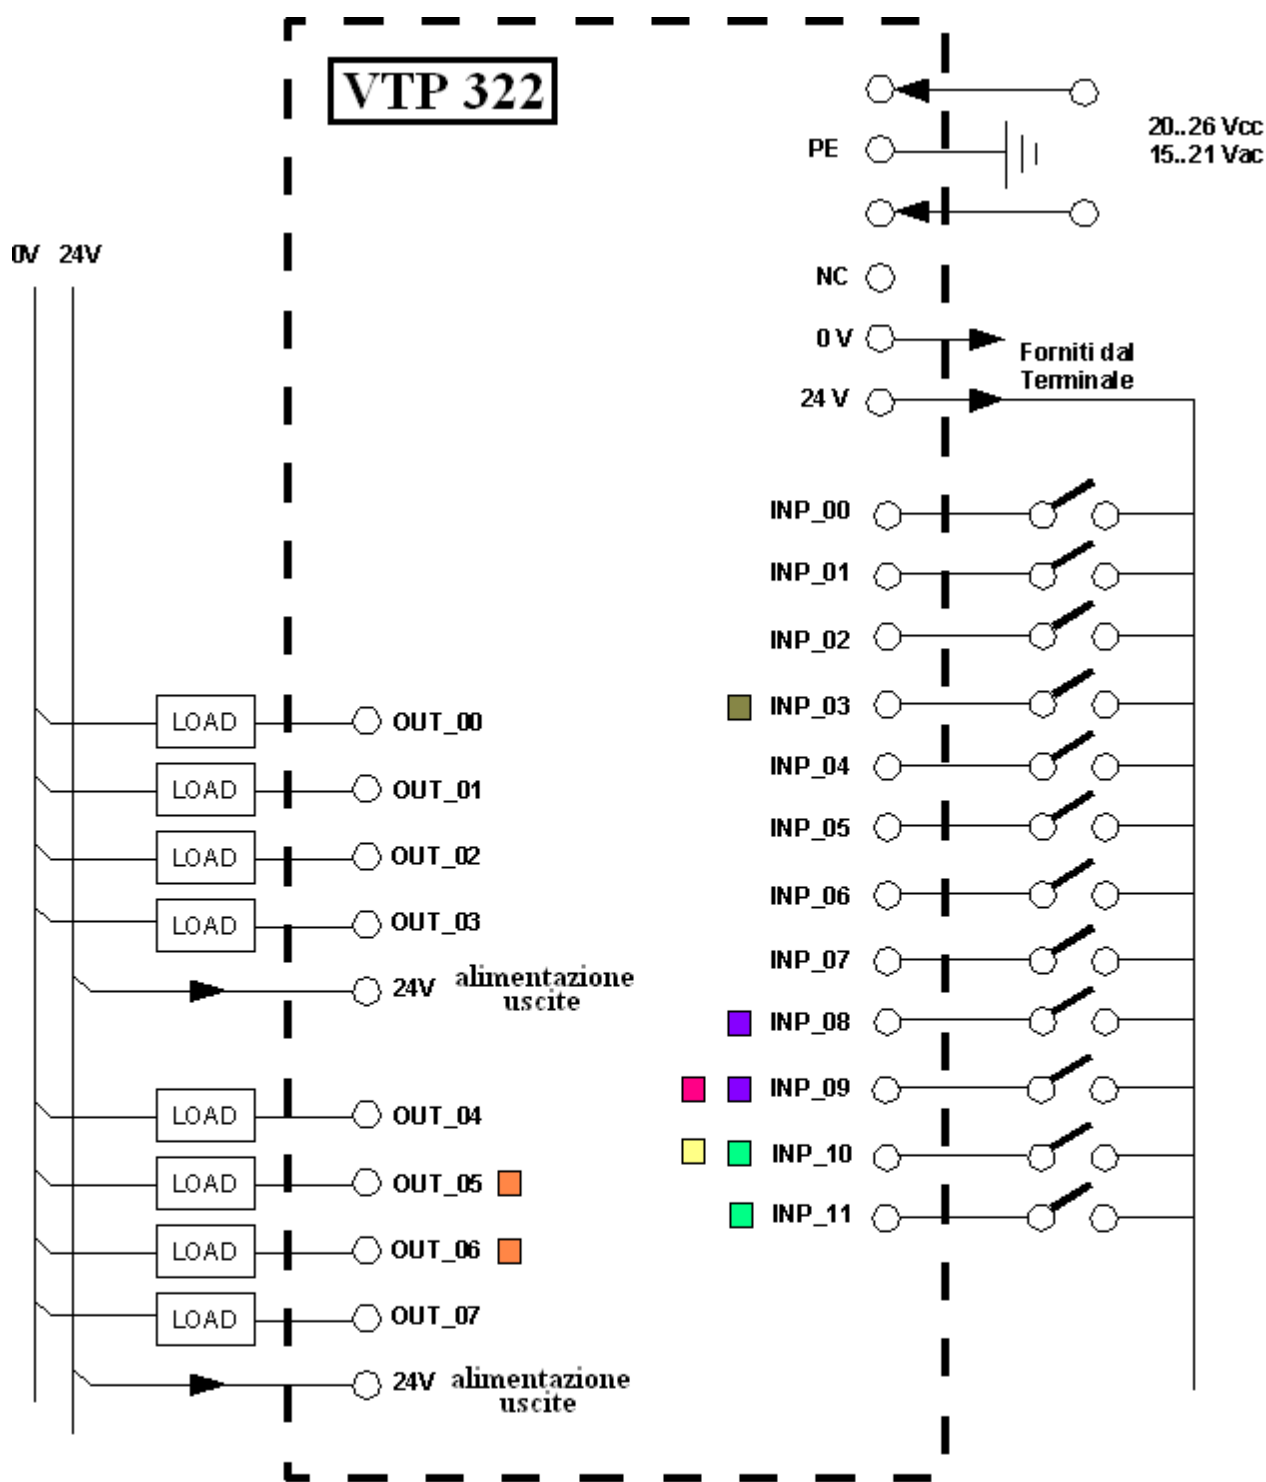 VTP 322
20..26 Vcc
15..21 Vac
PE
0V 24V
NC
0 V
Forniti dal
Terminale
24 V
INP_00
INP_01
INP_02
INP_03
INP_04
INP_05
INP_06
INP_07
INP_08
INP_09
INP_10
INP_11
LOAD OUT_00
LOAD OUT_01
LOAD OUT_02
LOAD OUT_03
24V alimentazione
uscite
LOAD OUT_04
LOAD OUT_05
LOAD OUT_06
LOAD OUT_07
24V alimentazione
uscite